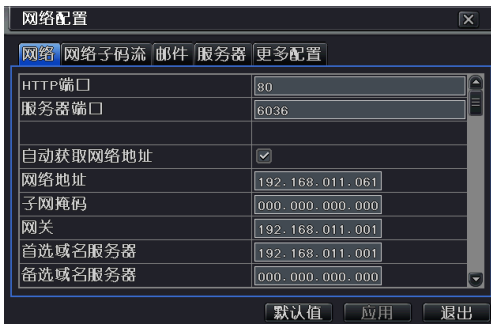 网络配置
网络 网络子码流 邮件 服务器 更多配置
HTTP端口 80
服务器端口 6036
自动获取网络地址
网络地址 192.168.011.061
子网掩码 000.000.000.000
网关 192.168.011.001
首选域名服务器 192.168.011.001
备选域名服务器 000.000.000.000
默认值 应用 退出